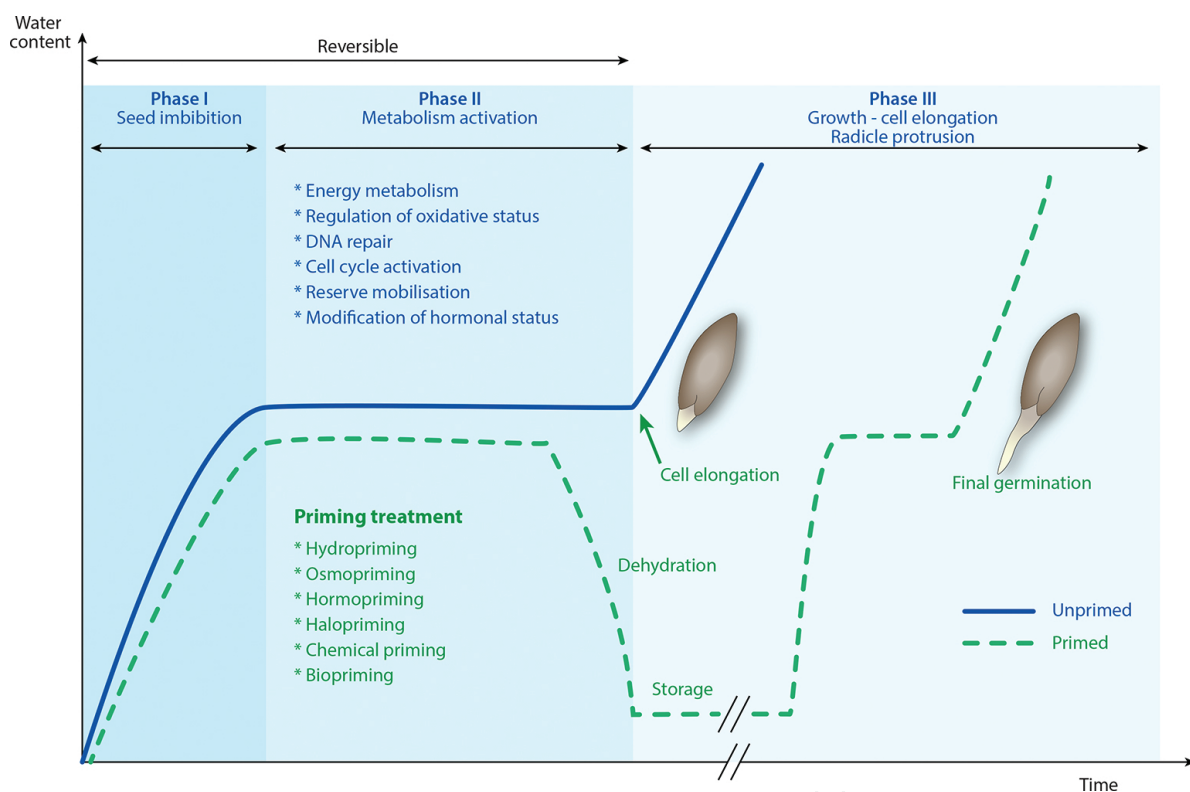 Water
content
Reversible
Phase I
Seed imbibition
Phase II
Metabolism activation
Phase III
Growth - cell elongation
Radicle protrusion
* Energy metabolism
* Regulation of oxidative status
* DNA repair
* Cell cycle activation
* Reserve mobilisation
* Modification of hormonal status
Cell elongation
Final germination
Priming treatment
* Hydropriming
* Osmopriming
* Hormopriming
* Halopriming
* Chemical priming
* Biopriming
Dehydration
Storage
Unprimed
Primed
Time